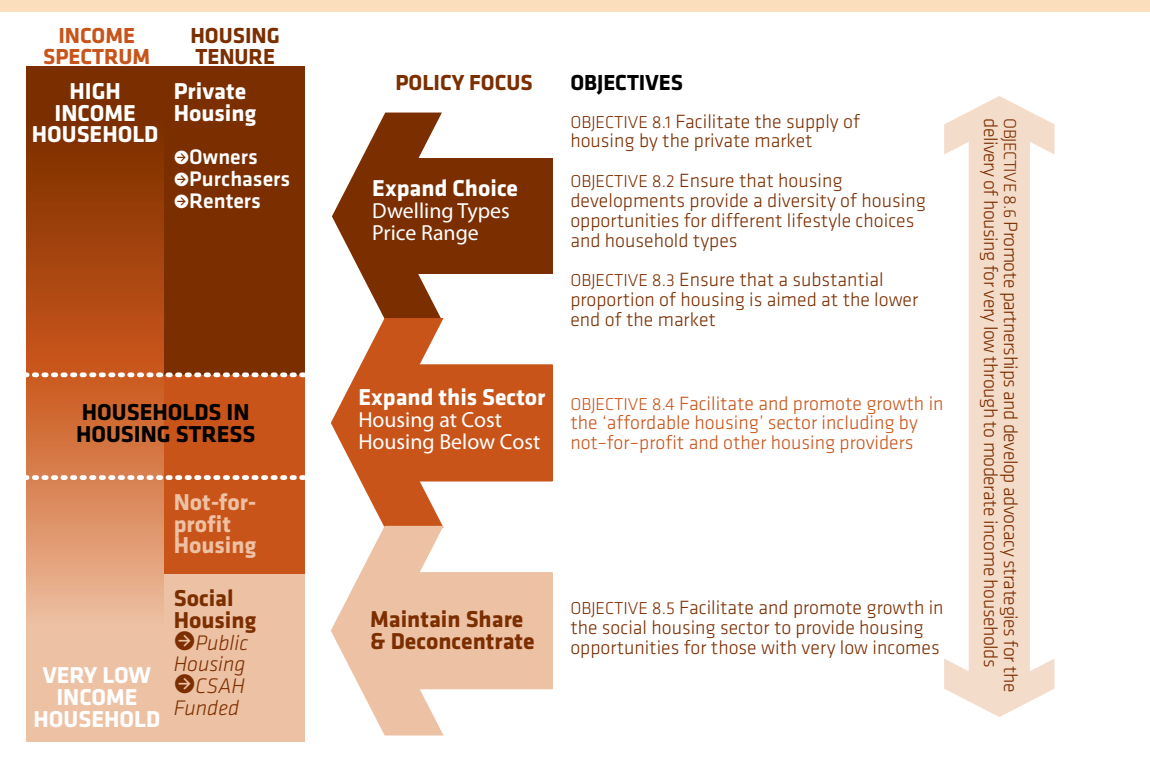 INCOME
SPECTRUM
HOUSING
TENURE
HIGH
INCOME
HOUSEHOLD
Private
Housing
Owners
Purchasers
Renters
HOUSEHOLDS IN
HOUSING STRESS
Not-for-
profit
Housing
Social
Housing
Public
Housing
CSAH
Funded
VERY LOW
INCOME
HOUSEHOLD
POLICY FOCUS
Expand Choice
Dwelling Types
Price Range
Expand this Sector
Housing at Cost
Housing Below Cost
Maintain Share
& Deconcentrate
OBJECTIVES
OBJECTIVE 8.1 Facilitate the supply of
housing by the private market
OBJECTIVE 8.2 Ensure that housing
developments provide a diversity of housing
opportunities for different lifestyle choices
and household types
OBJECTIVE 8.3 Ensure that a substantial
proportion of housing is aimed at the lower
end of the market
OBJECTIVE 8.4 Facilitate and promote growth in
the ‘affordable housing’ sector including by
not-for-profit and other housing providers
OBJECTIVE 8.5 Facilitate and promote growth in
the social housing sector to provide housing
opportunities for those with very low incomes
OBJECTIVE 8.6 Promote partnerships and develop advocacy strategies for the
delivery of housing for very low through to moderate income households